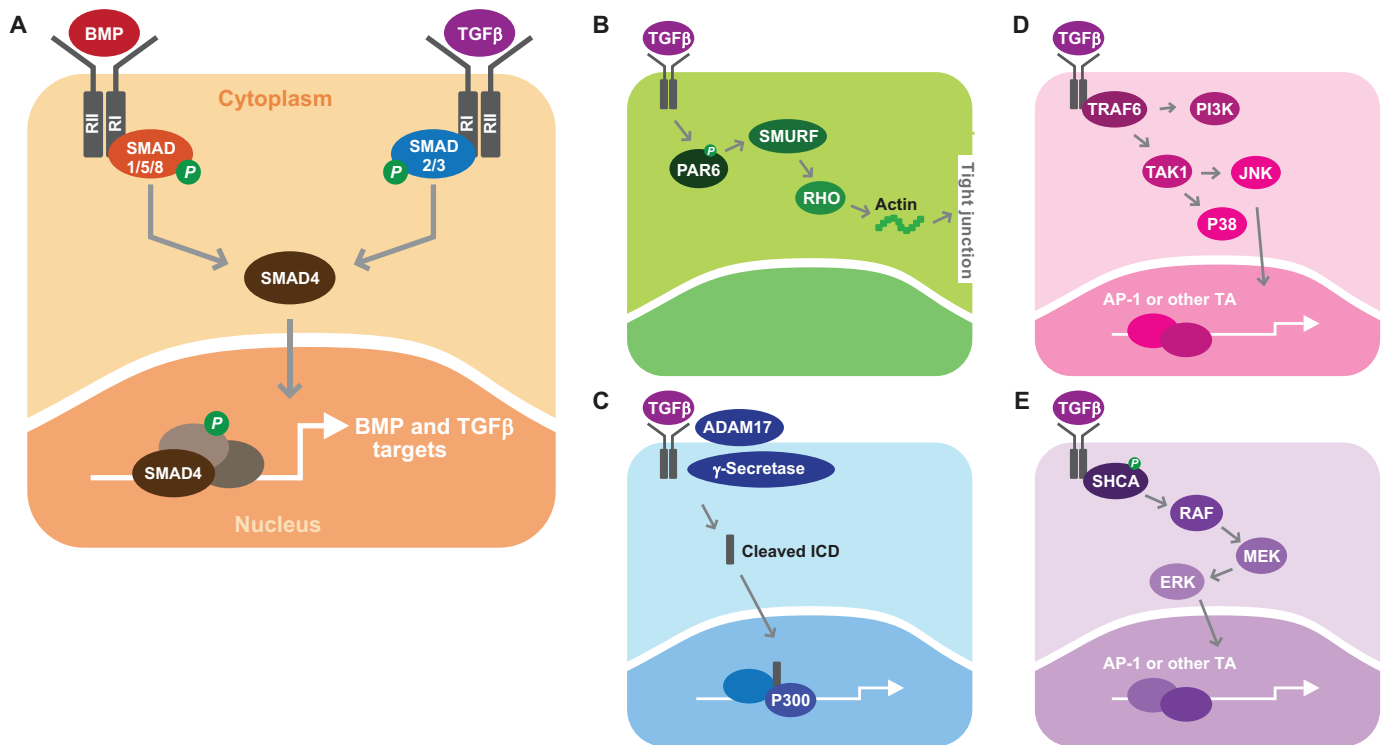 A
BMP
TGFβ
Cytoplasm
RII
RI
RI
RII
SMAD
1/5/8
P
SMAD
2/3
P
SMAD4
P
SMAD4
BMP and TGFβ
targets
Nucleus
B
TGFβ
P
PAR6
SMURF
RHO
Actin
Tight junction
C
TGFβ
ADAM17
γ-Secretase
Cleaved ICD
P300
D
TGFβ
TRAF6
PI3K
TAK1
JNK
P38
AP-1 or other TA
E
TGFβ
P
SHCA
RAF
MEK
ERK
AP-1 or other TA